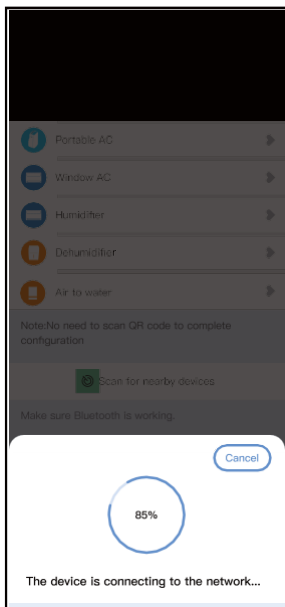 Portable AC
Window AC
Humidifier
Dehumidifier
Air to water
Note:No need to scan QR code to complete
configuration
Scan for nearby devices
Make sure Bluetooth is working.
Cancel
85%
The device is connecting to the network...